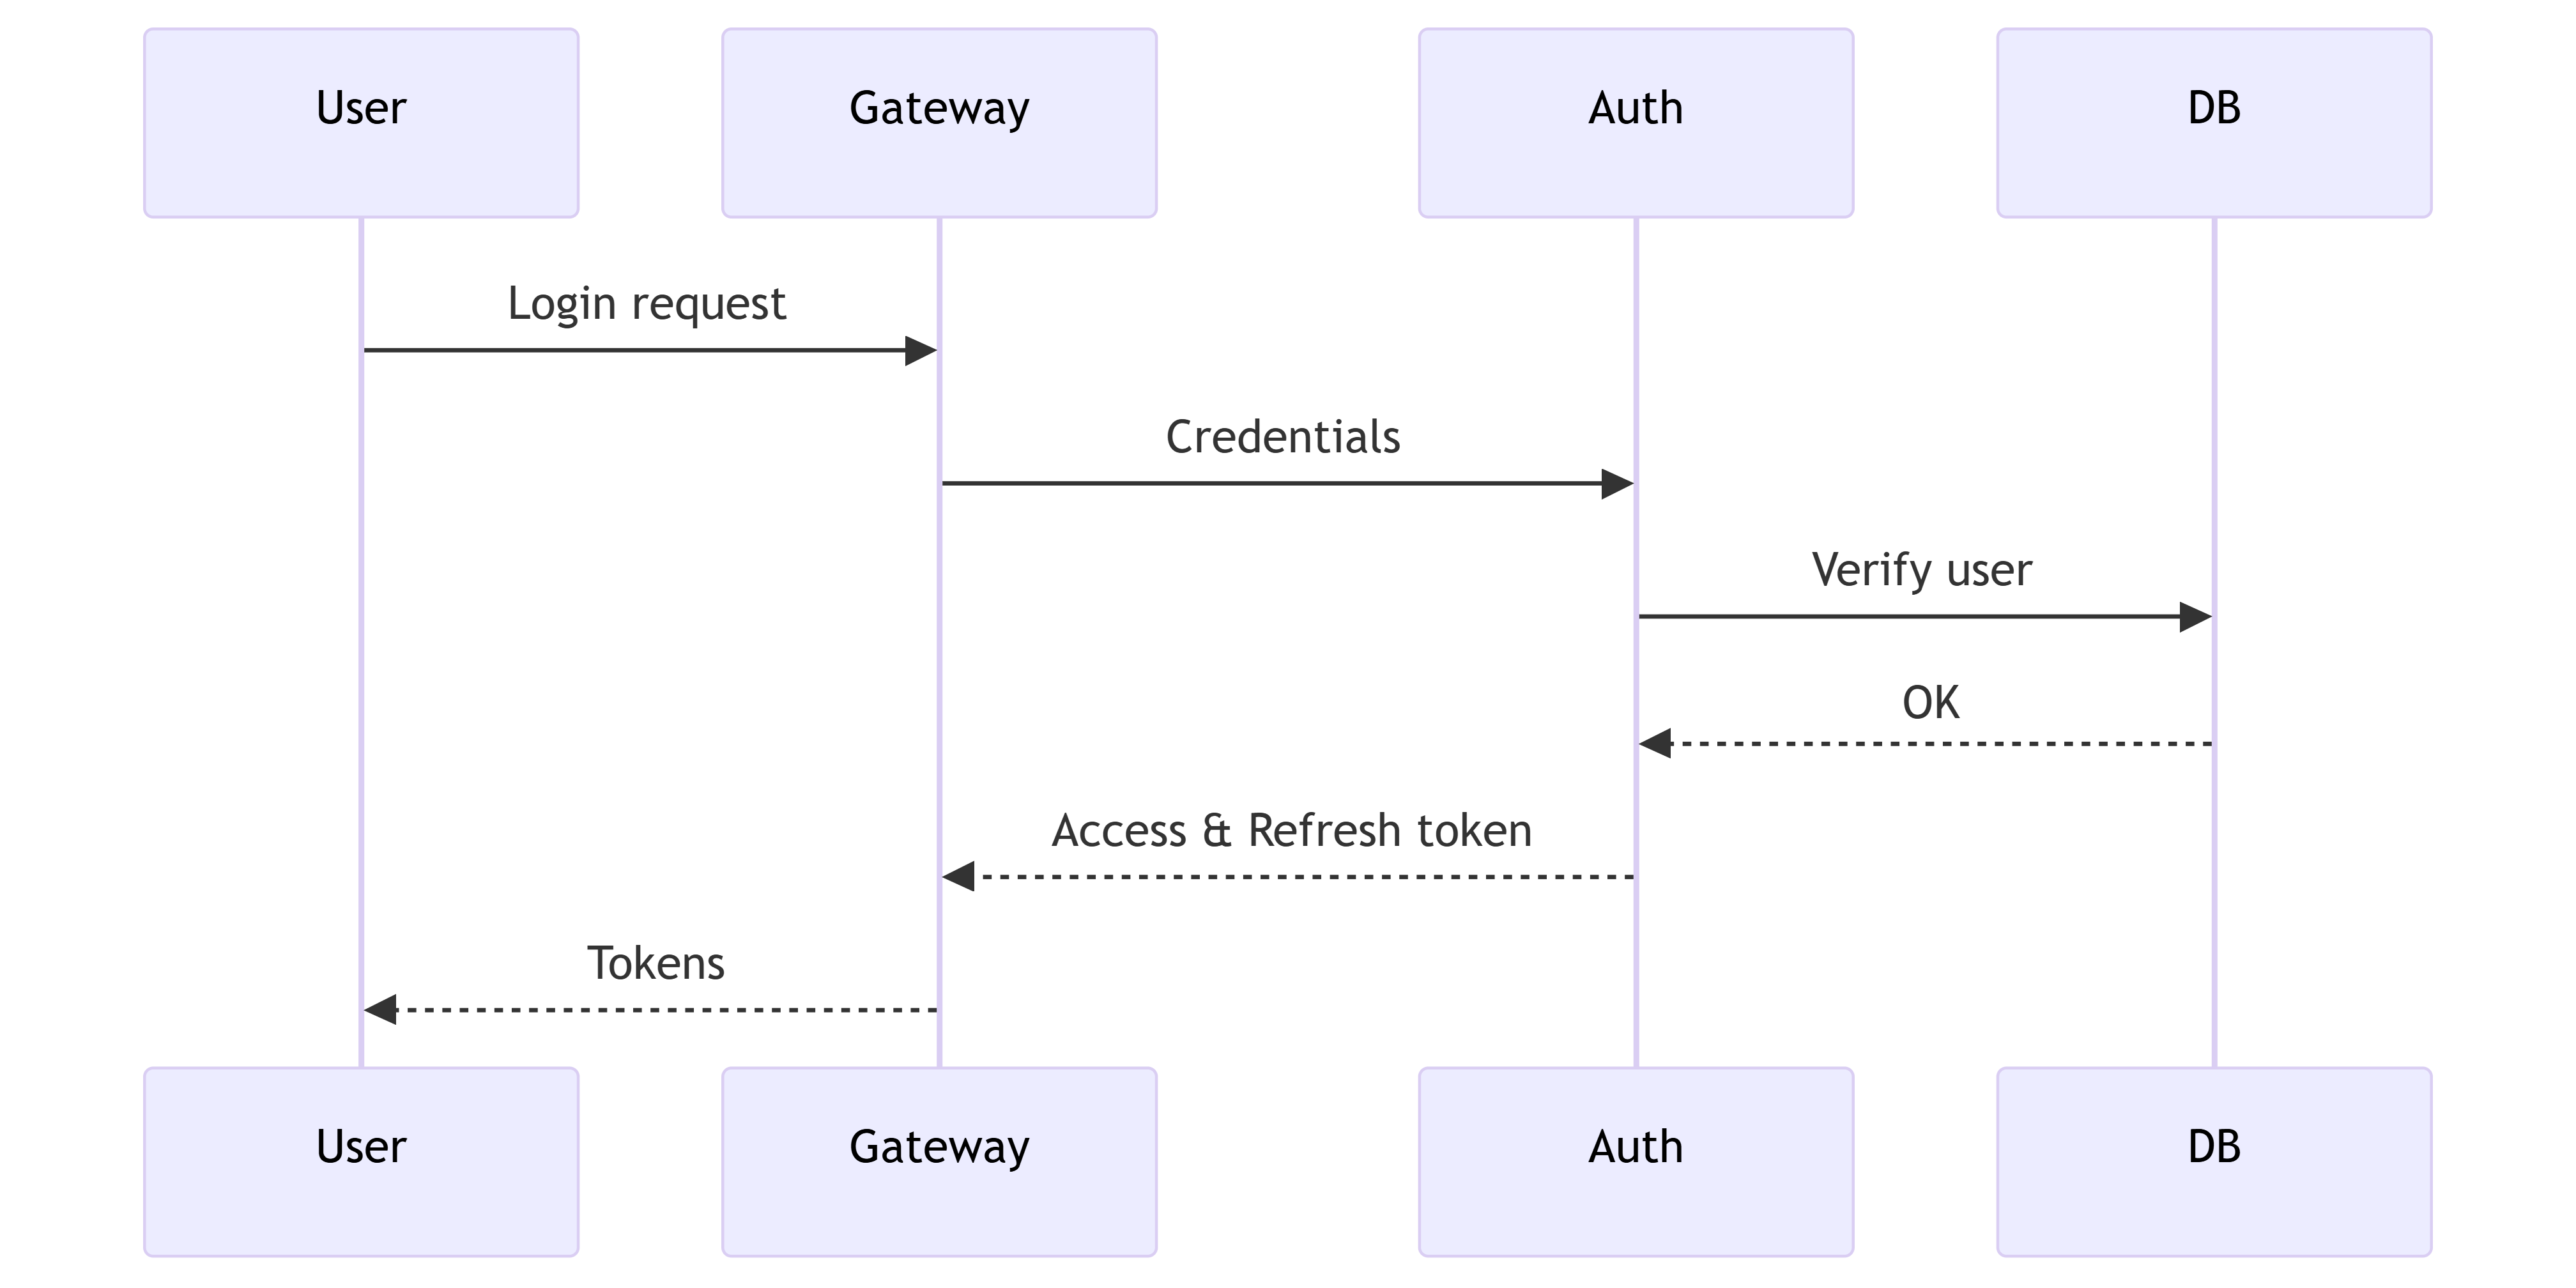 User
Gateway
Auth
DB
Login request
Credentials
Verify user
OK
Access & Refresh token
Tokens
User
Gateway
Auth
DB